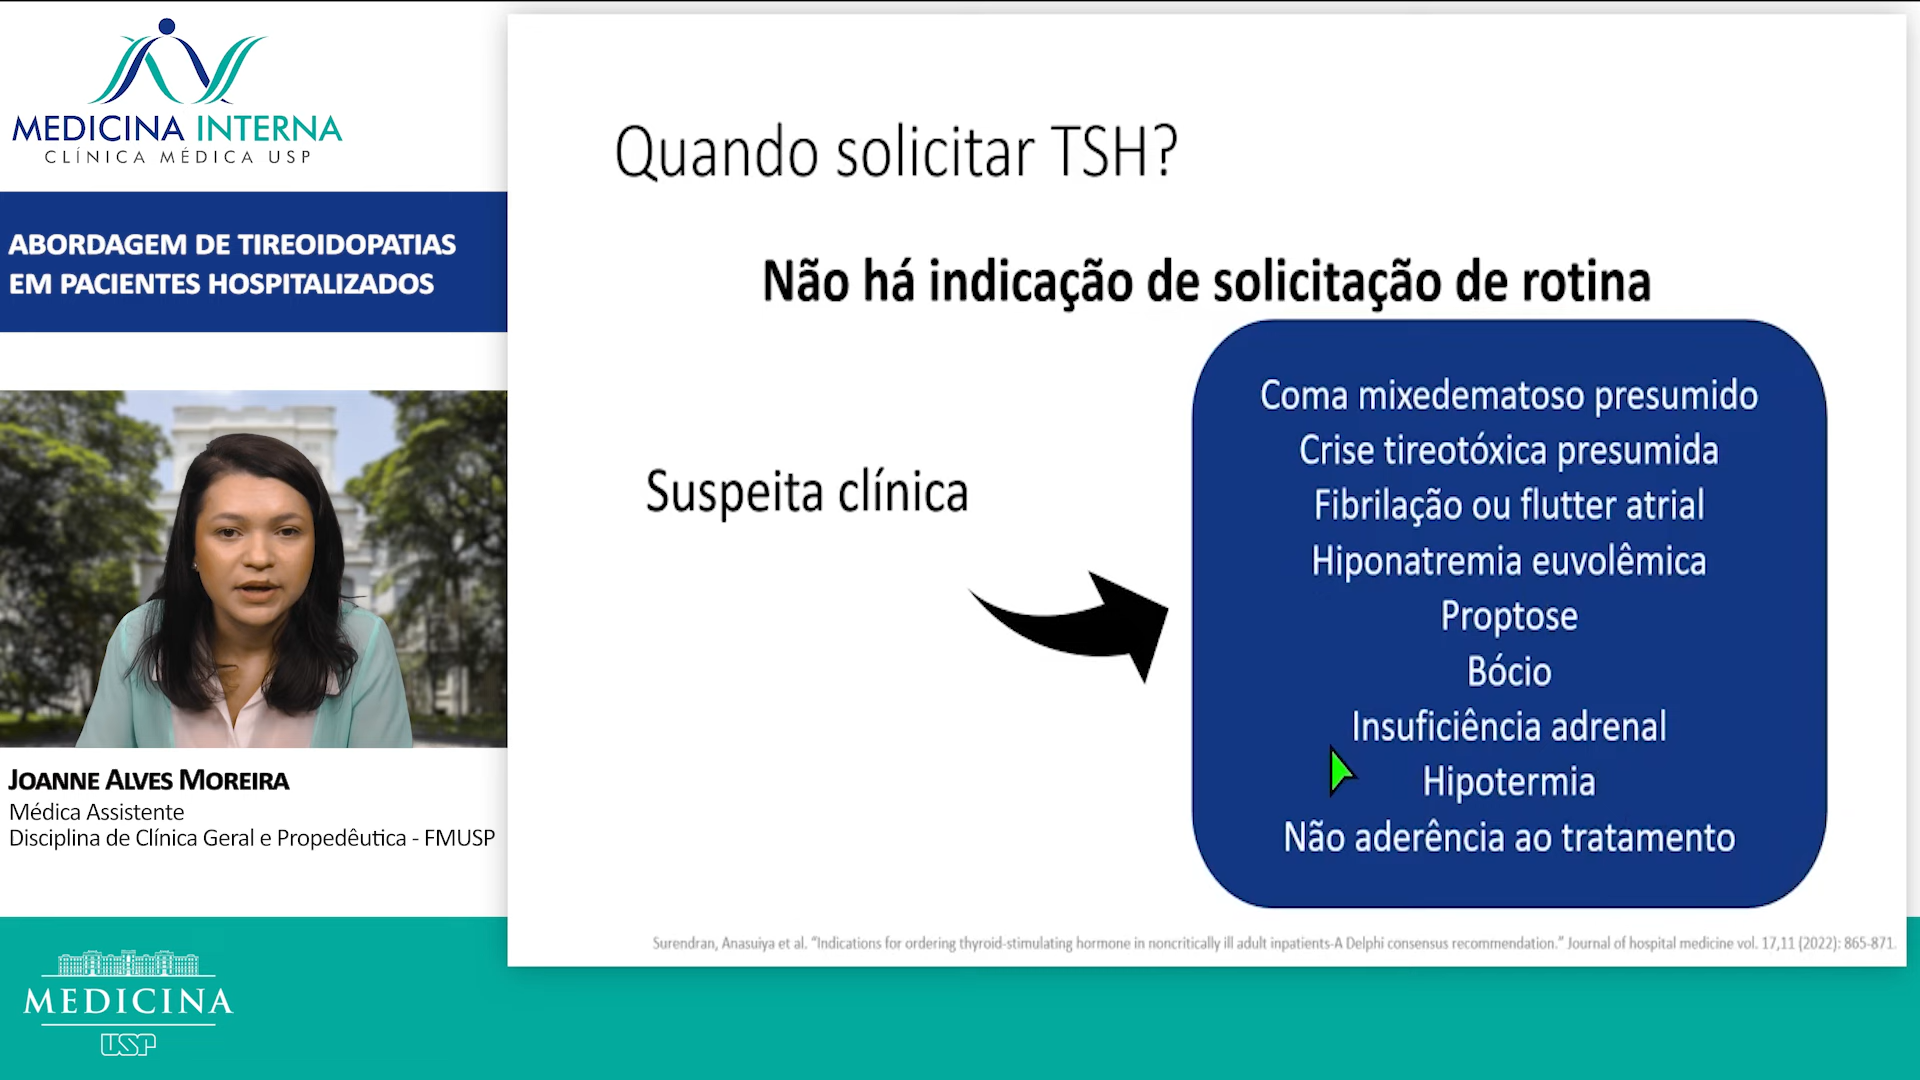 MEDICINA INTERNA
CLÍNICA MÉDICA USP
ABORDAGEM DE TIREOIDOPATIAS
EM PACIENTES HOSPITALIZADOS
JOANNE ALVES MOREIRA
Médica Assistente
Disciplina de Clínica Geral e Propedêutica - FMUSP
MEDICINA
USP
Quando solicitar TSH?
Não há indicação de solicitação de rotina
Suspeita clínica
Coma mixedematoso presumido
Crise tireotóxica presumida
Fibrilação ou flutter atrial
Hiponatremia euvolêmica
Proptose
Bócio
Insuficiência adrenal
Hipotermia
Não aderência ao tratamento
Surendran, Anasuiya et al. “Indications for ordering thyroid-stimulating hormone in noncritically ill adult inpatients-A Delphi consensus recommendation.” Journal of hospital medicine vol. 17,11 (2022): 865-871.